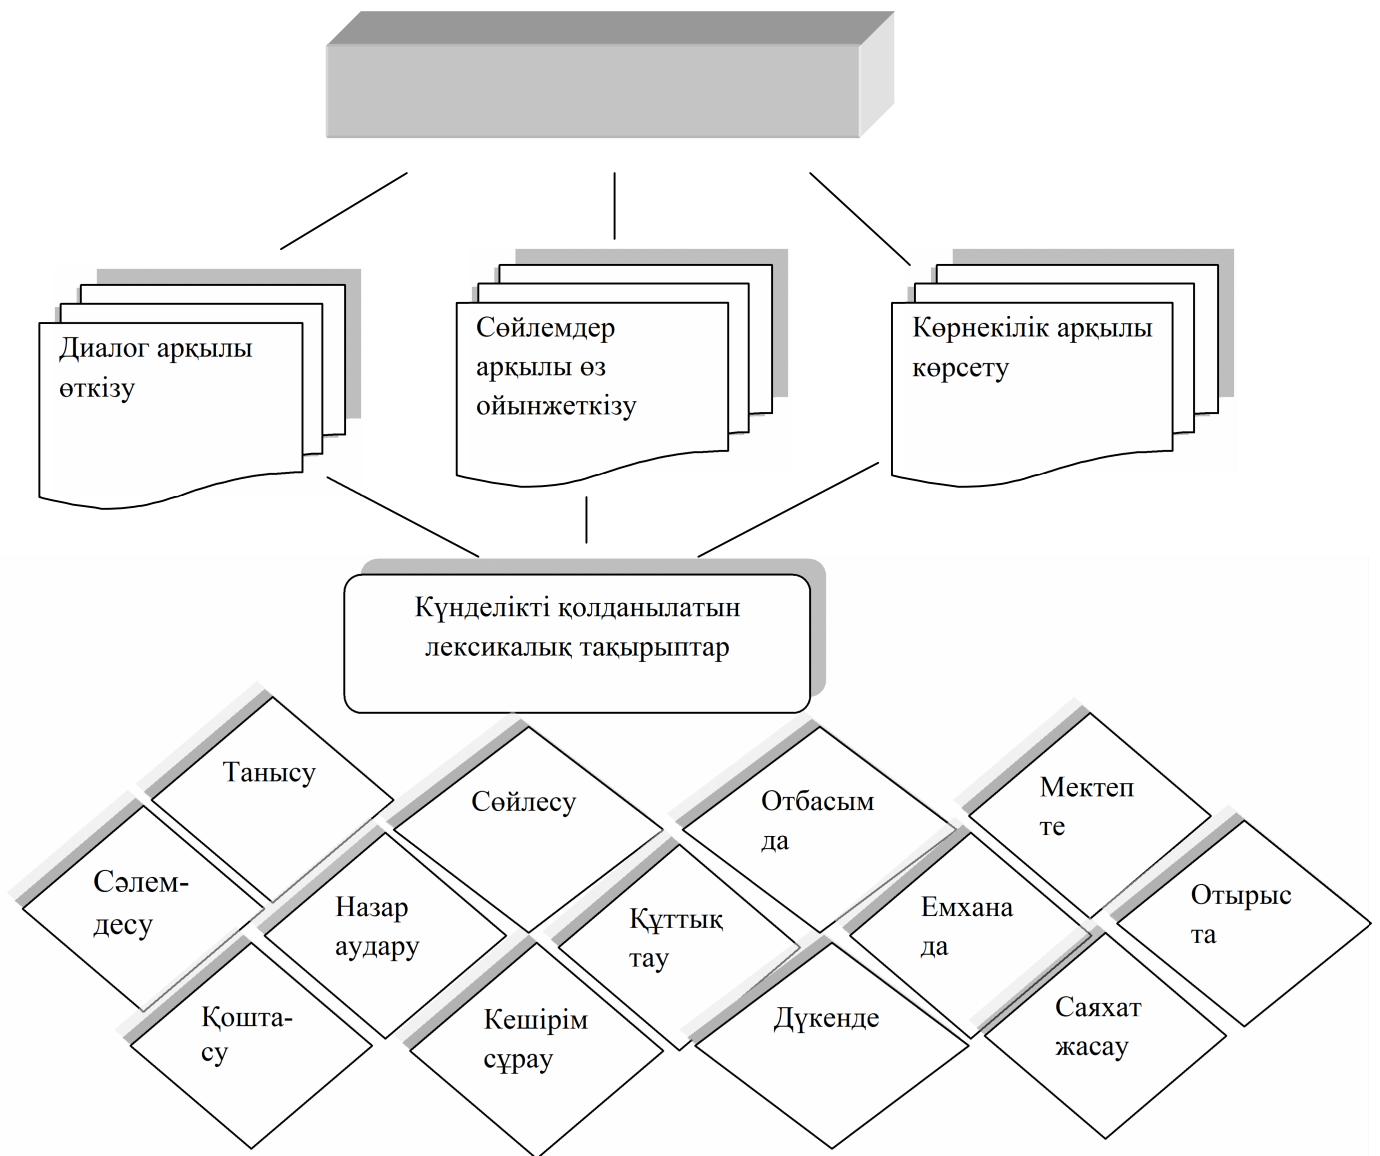 Диалог арқылы
өткізу
Сөйлемдер
арқылы өз
ойынжеткізу
Көрнекілік арқылы
көрсету
Күнделікті қолданылатын
лексикалық тақырыптар
Танысу
Сөйлесу
Отбасым
да
Мектеп
те
Сәлем-
десу
Назар
аудару
Құттық
тау
Емхана
да
Отырыс
та
Қошта-
су
Кешірім
сұрау
Дүкенде
Саяхат
жасау